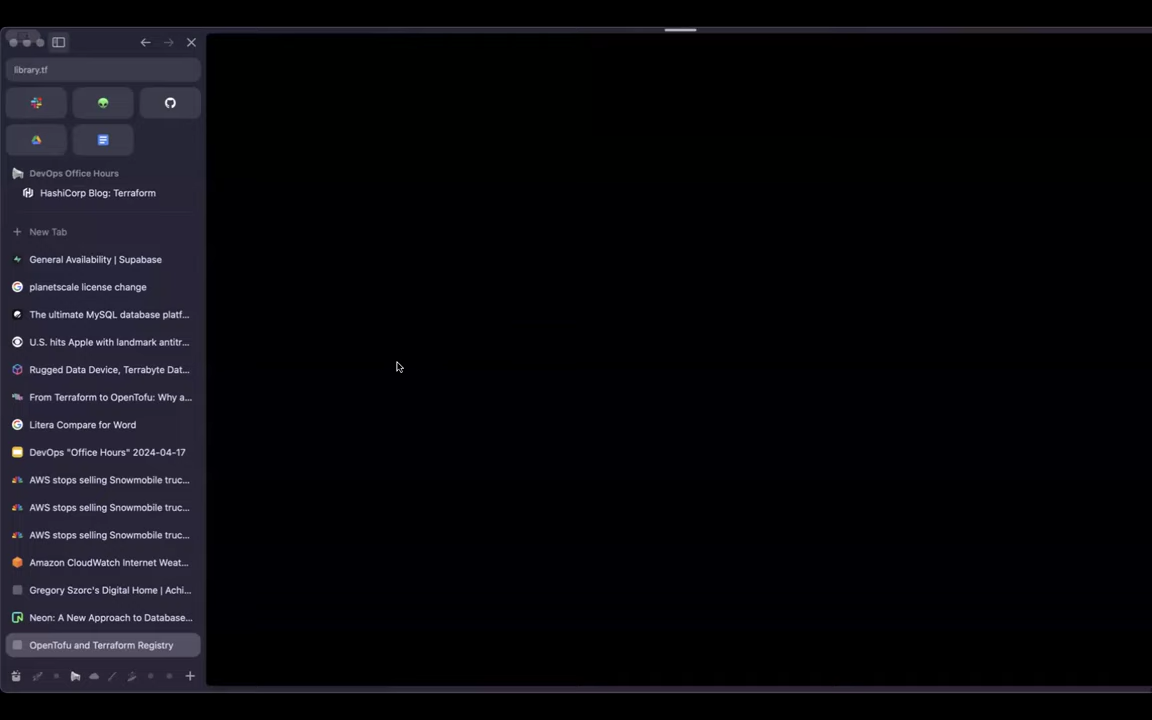 library.tf
DevOps Office Hours
HashiCorp Blog: Terraform
New Tab
General Availability | Supabase
planetscale license change
The ultimate MySQL database platf...
U.S. hits Apple with landmark antitr...
Rugged Data Device, Terrabyte Dat...
From Terraform to OpenTofu: Why a...
Litera Compare for Word
DevOps "Office Hours" 2024-04-17
AWS stops selling Snowmobile truc...
AWS stops selling Snowmobile truc...
AWS stops selling Snowmobile truc...
Amazon CloudWatch Internet Weat...
Gregory Szorc's Digital Home | Achi...
Neon: A New Approach to Database...
OpenTofu and Terraform Registry